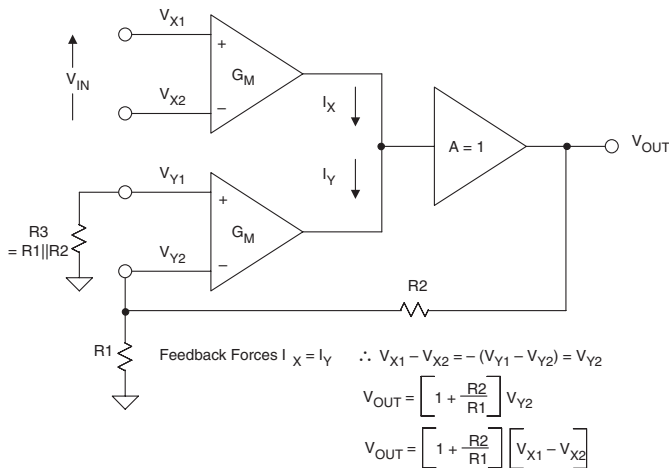 V_X1
+
G_M
V_IN
V_X2
−
I_X
A = 1
V_OUT
I_Y
V_Y1
+
G_M
R3
= R1||R2
V_Y2
−
R2
R1
Feedback Forces I_X = I_Y ∴ V_X1 – V_X2 = – (V_Y1 – V_Y2) = V_Y2
V_OUT = [1 + R2/R1] V_Y2
V_OUT = [1 + R2/R1] [V_X1 – V_X2]